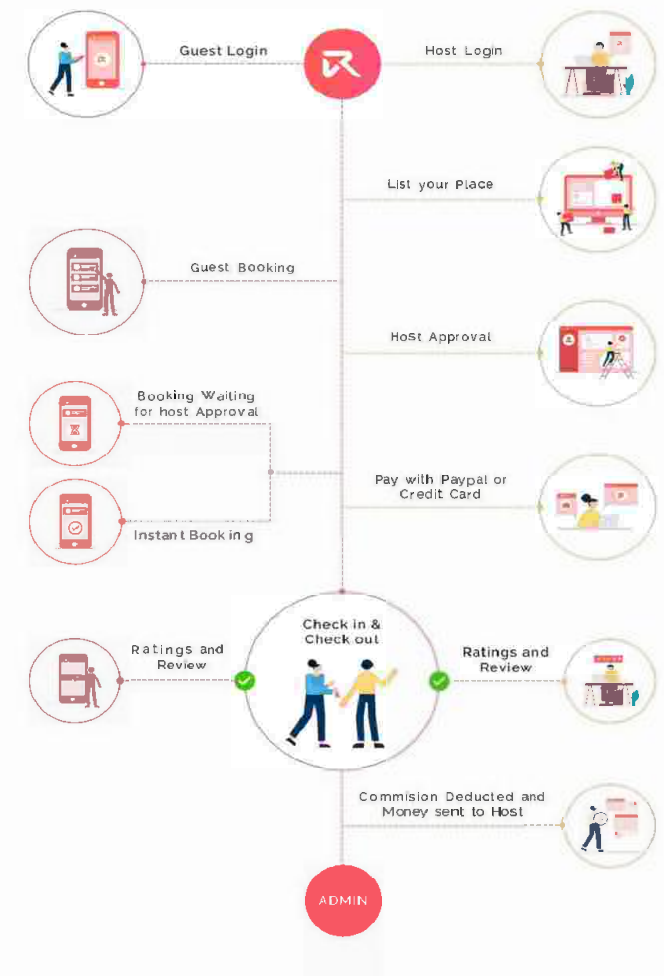 Guest Login
Host Login
List your Place
Guest Booking
Host Approval
Booking Waiting
for host Approval
Pay with Paypal or
Credit Card
Instant Booking
Check in &
Check out
Ratings and
Review
Ratings and
Review
Commision Deducted and
Money sent to Host
ADMIN